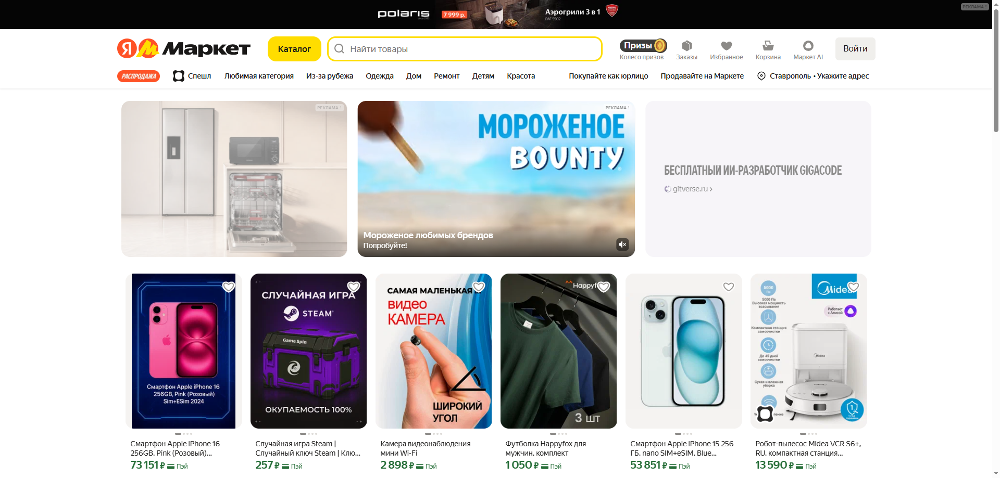 polaris
7 999 р.
Аэрогрили 3 в 1
PAF 5502
РЕКЛАМА
Я М Маркет
Каталог
Найти товары
Призы
Колесо призов
Заказы
Избранное
Корзина
Маркет AI
Войти
РАСПРОДАЖА
Спешл
Любимая категория
Из-за рубежа
Одежда
Дом
Ремонт
Детям
Красота
Покупайте как юрлицо
Продавайте на Маркете
Ставрополь • Укажите адрес
РЕКЛАМА
РЕКЛАМА
МОРОЖЕНОЕ
BOUNTY
Мороженое любимых брендов
Попробуйте!
БЕСПЛАТНЫЙ ИИ-РАЗРАБОТЧИК GIGACODE
gitverse.ru
Смартфон Apple iPhone 16
256GB, Pink (Розовый)
Sim+ESim 2024
Смартфон Apple iPhone 16
256GB, Pink (Розовый)...
73 151 ₽ Пэй
СЛУЧАЙНАЯ ИГРА
STEAM
Game Spin
ОКУПАЕМОСТЬ 100%
Случайная игра Steam |
Случайный ключ Steam | Клю...
257 ₽ Пэй
САМАЯ МАЛЕНЬКАЯ
видео
КАМЕРА
ШИРОКИЙ
УГОЛ
Камера видеонаблюдения
мини Wi-Fi
2 898 ₽ Пэй
Happyf
3 шт
Футболка Happyfox для
мужчин, комплект
1 050 ₽ Пэй
Смартфон Apple iPhone 15 256
ГБ, nano SIM+eSIM, Blue...
53 851 ₽ Пэй
Midea
5000
Па
5000 Па
Высокая мощность
всасывания
Работает
с Алисой
Компактная станция
самоочистки
До 45 дней
самоочистки
Сухая и влажная
уборка
Midea
1 год
гарантии
Робот-пылесос Midea VCR S6+,
RU, компактная станция...
13 590 ₽ Пэй